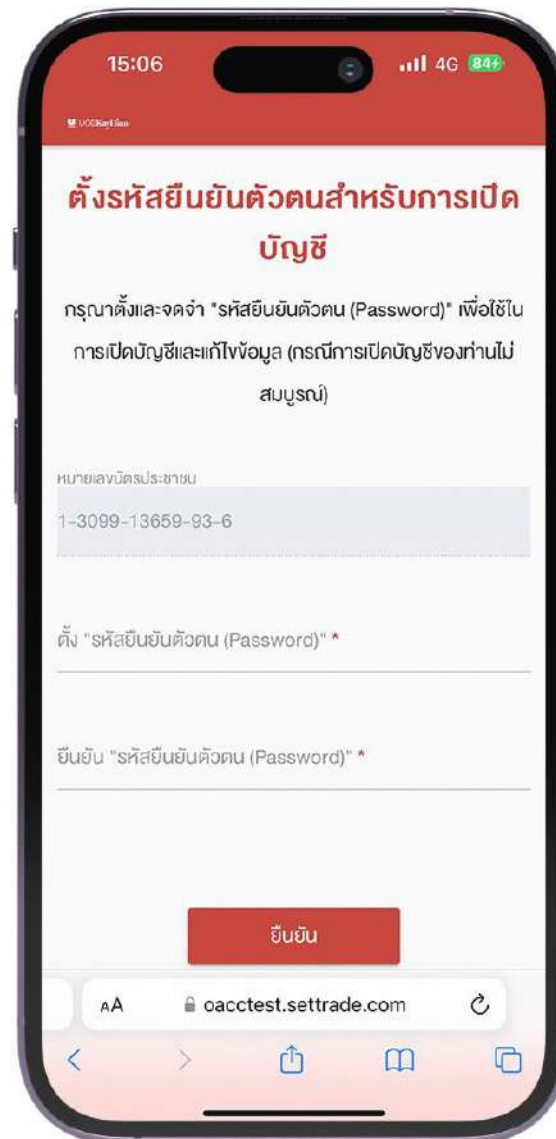 15:06
4G 84
ตั้งรหัสยืนยันตัวตนสำหรับการเปิด
บัญชี
กรุณาตั้งและจดจำ "รหัสยืนยันตัวตน (Password)" เพื่อใช้ใน
การเปิดบัญชีและแก้ไขข้อมูล (กรณีการเปิดบัญชีของท่านไม่
สมบูรณ์)
หมายเลขบัตรประชาชน
1-3099-13659-93-6
ตั้ง "รหัสยืนยันตัวตน (Password)" *
ยืนยัน "รหัสยืนยันตัวตน (Password)" *
ยืนยัน
AA oacctest.settrade.com